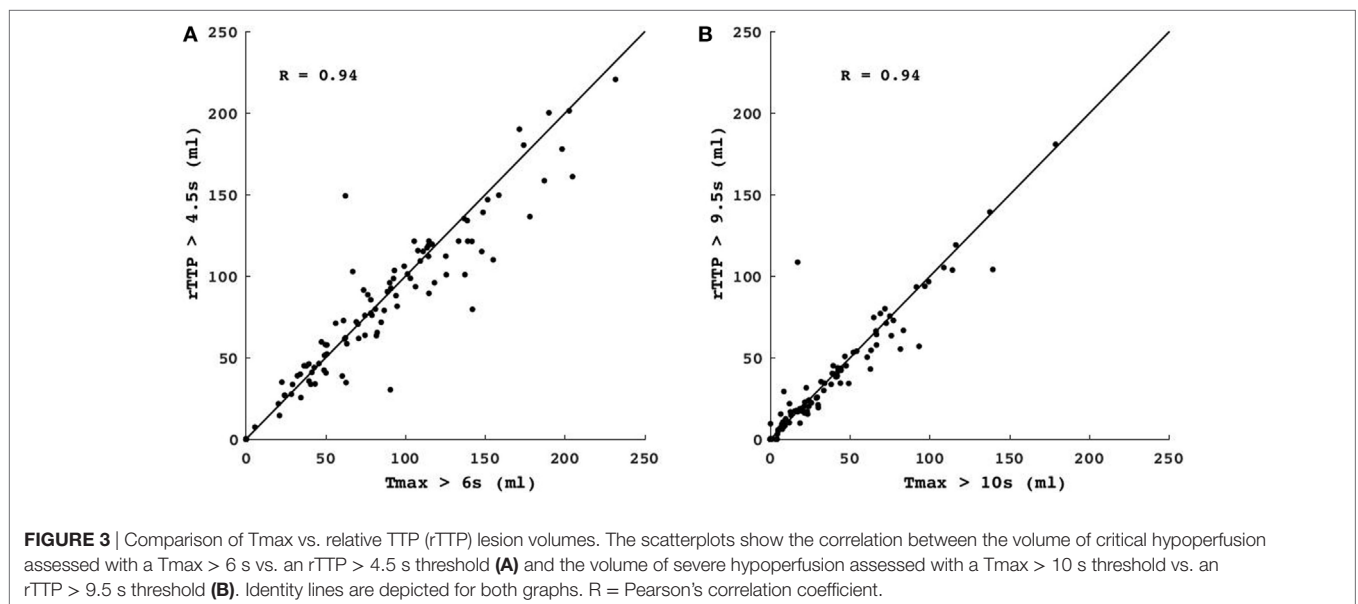 A
R = 0.94
rTTP > 4.5s (ml)
250
200
150
100
50
0
0 50 100 150 200 250
Tmax > 6s (ml)
B
R = 0.94
rTTP > 9.5s (ml)
250
200
150
100
50
0
0 50 100 150 200 250
Tmax > 10s (ml)
FIGURE 3 | Comparison of Tmax vs. relative TTP (rTTP) lesion volumes. The scatterplots show the correlation between the volume of critical hypoperfusion
assessed with a Tmax > 6 s vs. an rTTP > 4.5 s threshold (A) and the volume of severe hypoperfusion assessed with a Tmax > 10 s threshold vs. an
rTTP > 9.5 s threshold (B). Identity lines are depicted for both graphs. R = Pearson's correlation coefficient.